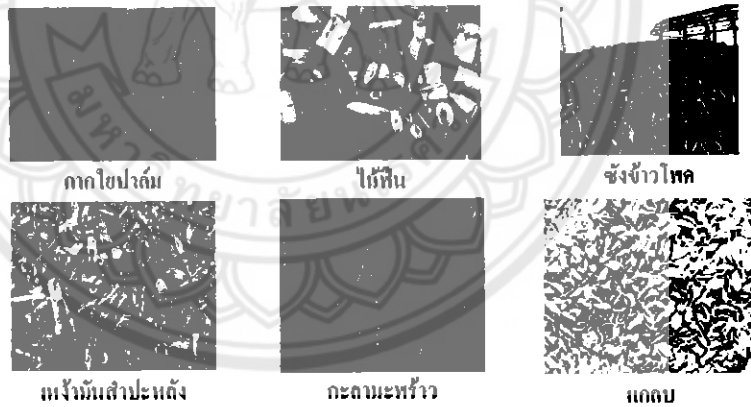 กากใยปาล์ม
ไม้ฟืน
ซังข้าวโพด
เหง้ามันสำปะหลัง
กะลามะพร้าว
แกลบ